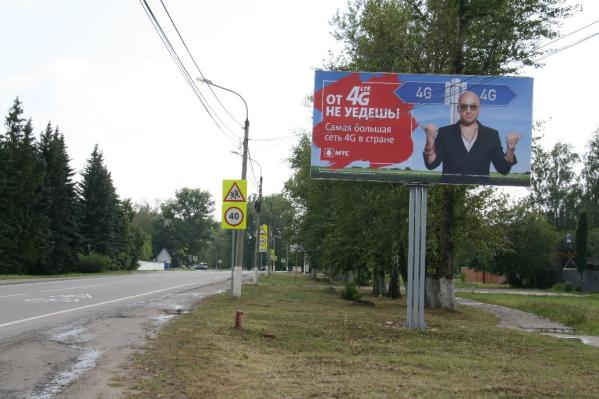 ОТ 4G LTE
НЕ УЕДЕШЬ!
Самая большая
сеть 4G в стране
МТС
4G
4G
40